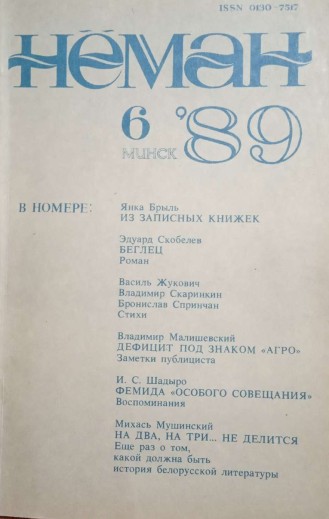 ISSN 0130-7517
НЁМАН
6 '89
МИНСК
В НОМЕРЕ:
Янка Брыль
ИЗ ЗАПИСНЫХ КНИЖЕК
Эдуард Скобелев
БЕГЛЕЦ
Роман
Василь Жукович
Владимир Скаринкин
Бронислав Спринчан
Стихи
Владимир Малишевский
ДЕФИЦИТ ПОД ЗНАКОМ «АГРО»
Заметки публициста
И. С. Шадыро
ФЕМИДА «ОСОБОГО СОВЕЩАНИЯ»
Воспоминания
Михась Мушинский
НА ДВА, НА ТРИ... НЕ ДЕЛИТСЯ
Еще раз о том,
какой должна быть
история белорусской литературы